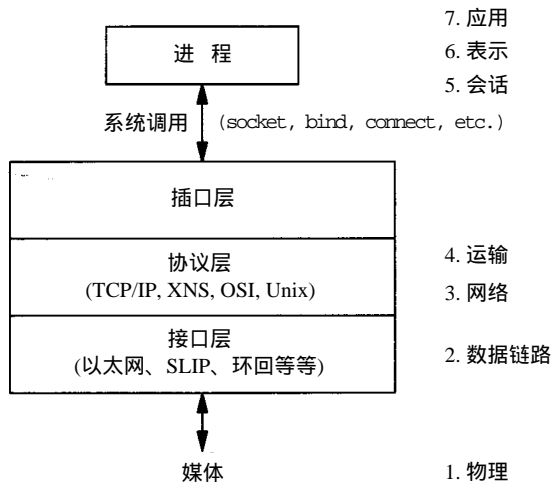 7. 应用
进 程
6. 表示
5. 会话
系统调用 (socket, bind, connect, etc.)
插口层
协议层
4. 运输
(TCP/IP, XNS, OSI, Unix)
3. 网络
接口层
(以太网、SLIP、环回等等)
2. 数据链路
媒体
1. 物理